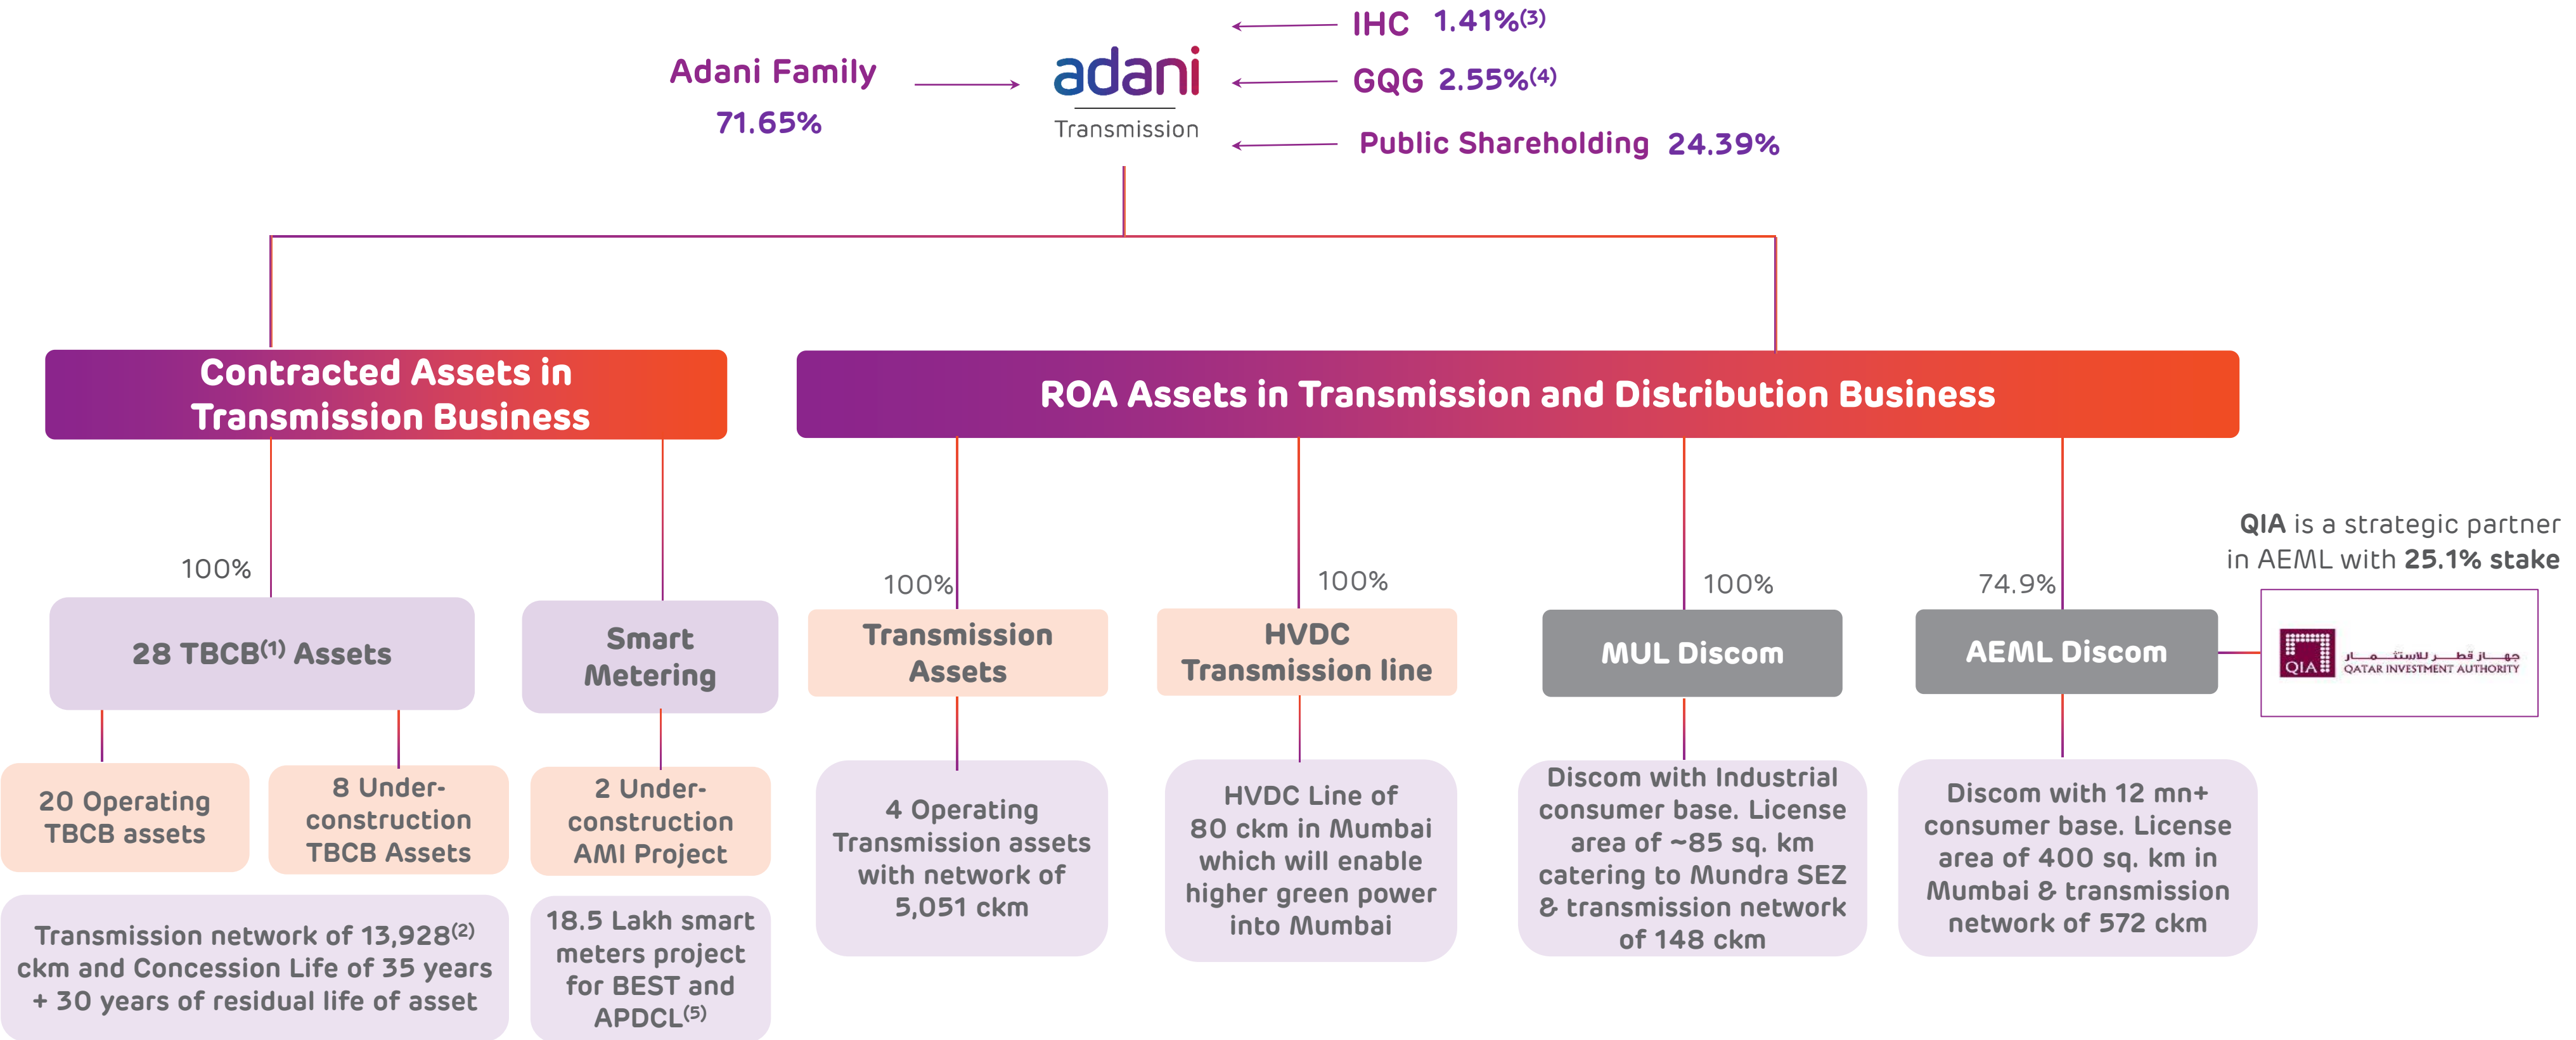 IHC 1.41%(3)
Adani Family
71.65%
adani
Transmission
GQG 2.55%(4)
Public Shareholding 24.39%
Contracted Assets in
Transmission Business
ROA Assets in Transmission and Distribution Business
QIA is a strategic partner
in AEML with 25.1% stake
100%
100%
100%
100%
74.9%
28 TBCB(1) Assets
Smart
Metering
Transmission
Assets
HVDC
Transmission line
MUL Discom
AEML Discom
QIA
جهاز قطر للاستثمار
QATAR INVESTMENT AUTHORITY
20 Operating
TBCB assets
8 Under-
construction
TBCB Assets
2 Under-
construction
AMI Project
Transmission network of 13,928(2)
ckm and Concession Life of 35 years
+ 30 years of residual life of asset
18.5 Lakh smart
meters project
for BEST and
APDCL(5)
4 Operating
Transmission assets
with network of
5,051 ckm
HVDC Line of
80 ckm in Mumbai
which will enable
higher green power
into Mumbai
Discom with Industrial
consumer base. License
area of ~85 sq. km
catering to Mundra SEZ
& transmission network
of 148 ckm
Discom with 12 mn+
consumer base. License
area of 400 sq. km in
Mumbai & transmission
network of 572 ckm